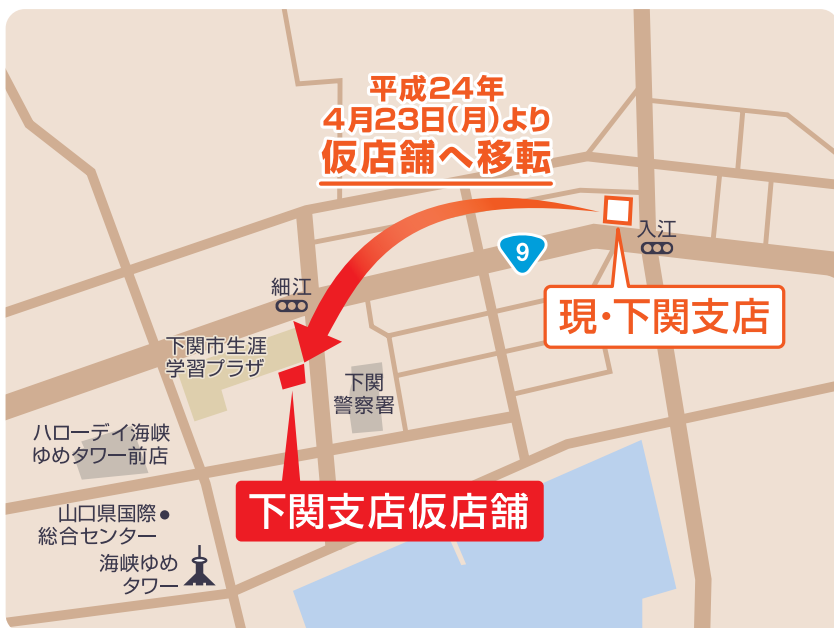 平成24年
4月23日(月)より
仮店舗へ移転
入江
9
細江
現・下関支店
下関市生涯
学習プラザ
下関
警察署
ハローデイ海峡
ゆめタワー前店
下関支店仮店舗
山口県国際
総合センター
海峡ゆめ
タワー